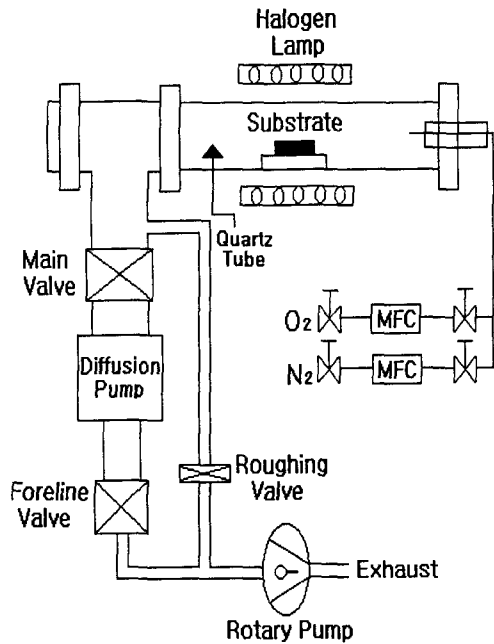 Halogen
Lamp
Substrate
Quartz
Tube
Main
Valve
O2 MFC
Diffusion
Pump
N2 MFC
Roughing
Valve
Foreline
Valve
Exhaust
Rotary Pump